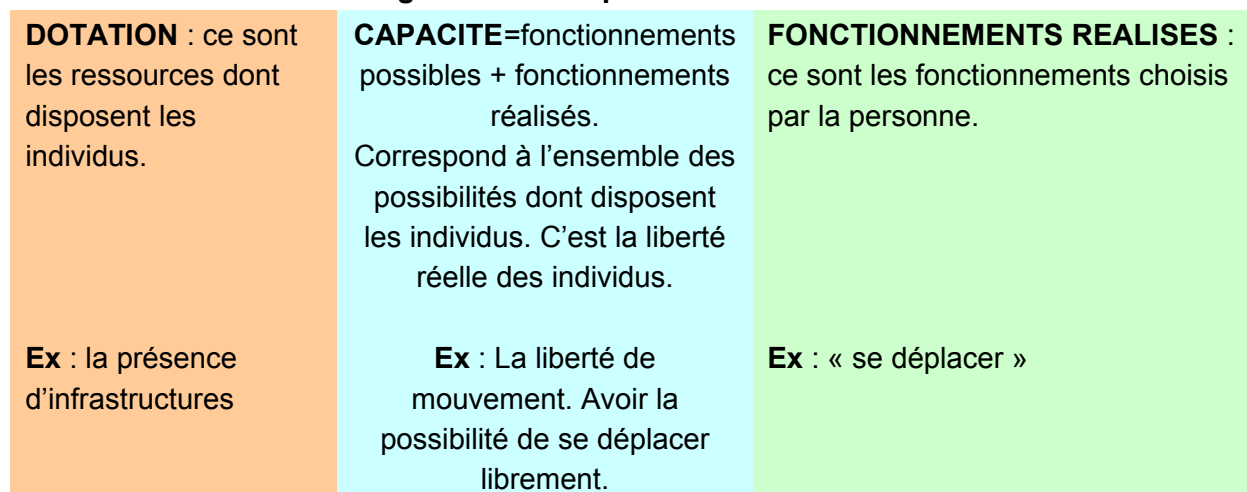 DOTATION : ce sont
les ressources dont
disposent les
individus.
Ex : la présence
d’infrastructures
CAPACITE=fonctionnements
possibles + fonctionnements
réalisés.
Correspond à l’ensemble des
possibilités dont disposent
les individus. C’est la liberté
réelle des individus.
Ex : La liberté de
mouvement. Avoir la
possibilité de se déplacer
librement.
FONCTIONNEMENTS REALISES :
ce sont les fonctionnements choisis
par la personne.
Ex : « se déplacer »